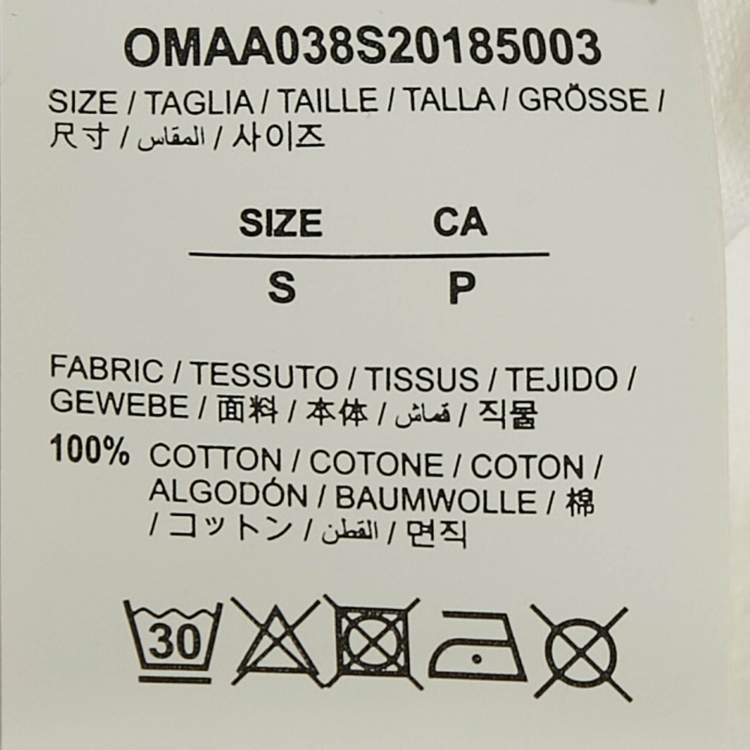 OMAA038S20185003
SIZE / TAGLIA / TAILLE / TALLA / GRÖSSE /
尺寸 / المقاس / 사이즈
SIZE CA
S P
FABRIC / TESSUTO / TISSUS / TEJIDO /
GEWEBE / 面料 / 本体 / قماش / 직물
100% COTTON / COTONE / COTON /
ALGODÓN / BAUMWOLLE / 棉
/ コットン / القطن / 면직
30